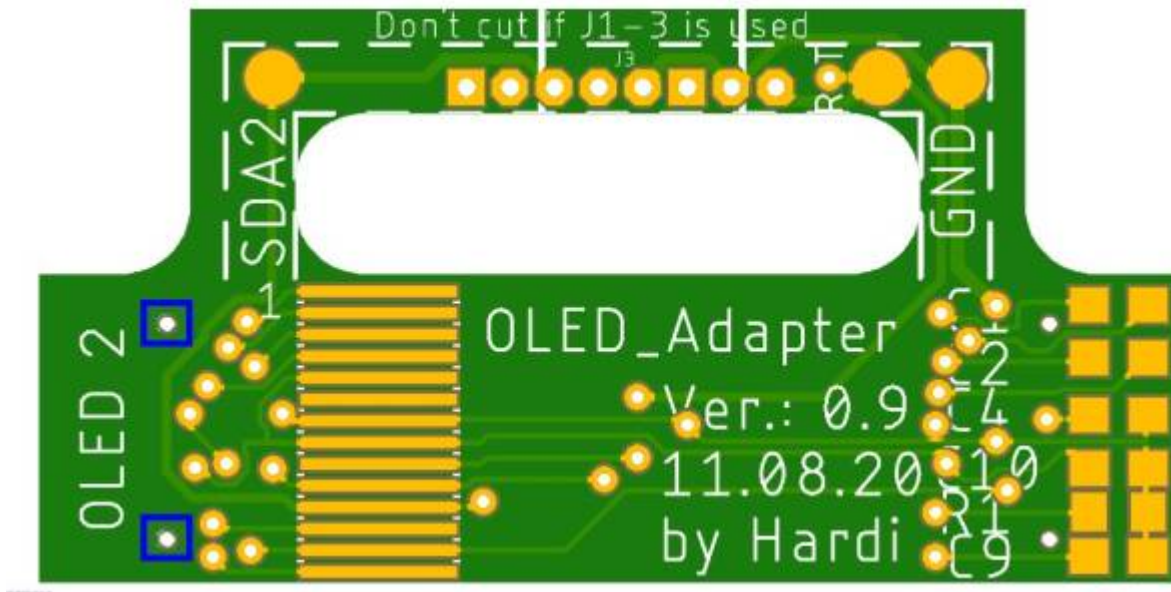 Don't cut if J1-3 is used
J3
RST
SDA2
GND
1
OLED 2
OLED_Adapter
Ver.: 0.9
11.08.20
by Hardi
C2
C4
C10
R1
C9